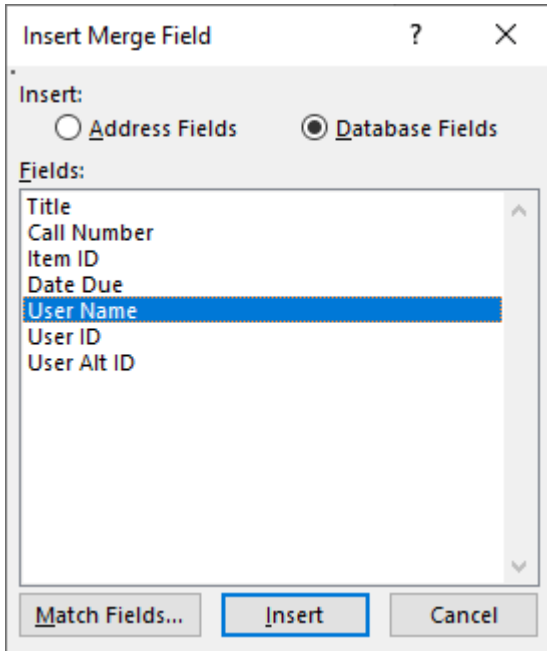 Insert Merge Field ? ×
Insert:
Address Fields Database Fields
Fields:
Title
Call Number
Item ID
Date Due
User Name
User ID
User Alt ID
Match Fields... Insert Cancel